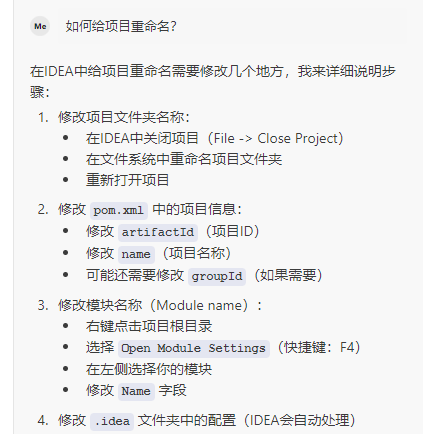 Me 如何给项目重命名？
在IDEA中给项目重命名需要修改几个地方，我来详细说明步
骤：
1. 修改项目文件夹名称：
• 在IDEA中关闭项目（File -> Close Project）
• 在文件系统中重命名项目文件夹
• 重新打开项目
2. 修改 pom.xml 中的项目信息：
• 修改 artifactId（项目ID）
• 修改 name（项目名称）
• 可能还需要修改 groupId（如果需要）
3. 修改模块名称（Module name）：
• 右键点击项目根目录
• 选择 Open Module Settings（快捷键：F4）
• 在左侧选择你的模块
• 修改 Name 字段
4. 修改 .idea 文件夹中的配置（IDEA会自动处理）